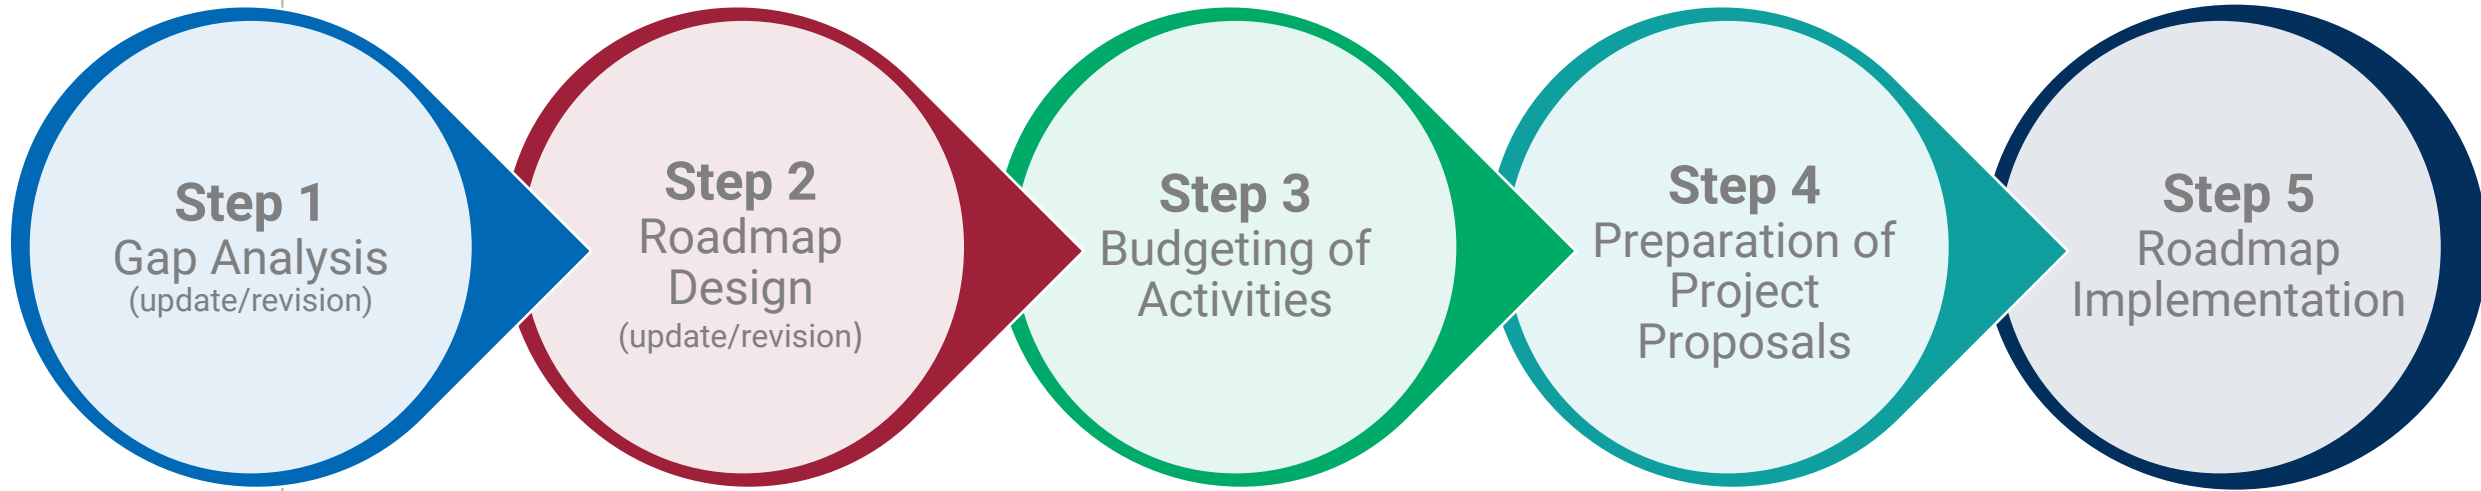 Step 1
Gap Analysis
(update/revision)
Step 2
Roadmap
Design
(update/revision)
Step 3
Budgeting of
Activities
Step 4
Preparation of
Project
Proposals
Step 5
Roadmap
Implementation